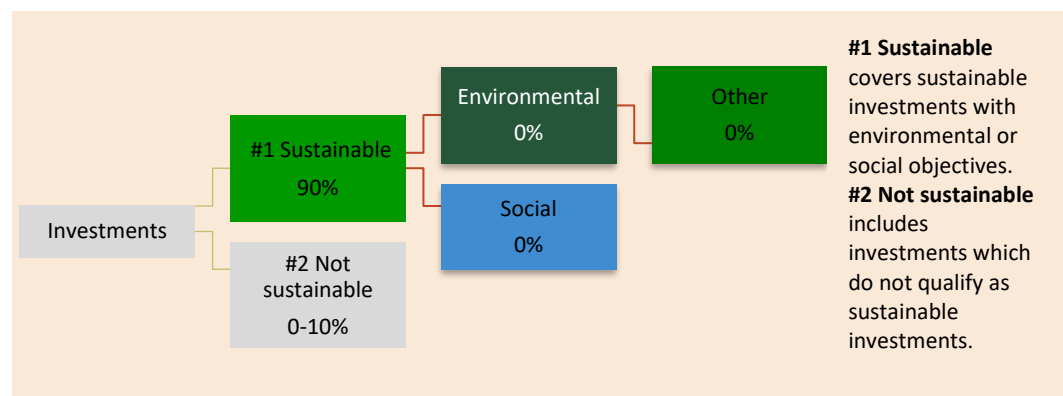 Investments
#1 Sustainable
90%
#2 Not
sustainable
0-10%
Environmental
0%
Social
0%
Other
0%
#1 Sustainable
covers sustainable
investments with
environmental or
social objectives.
#2 Not sustainable
includes
investments which
do not qualify as
sustainable
investments.